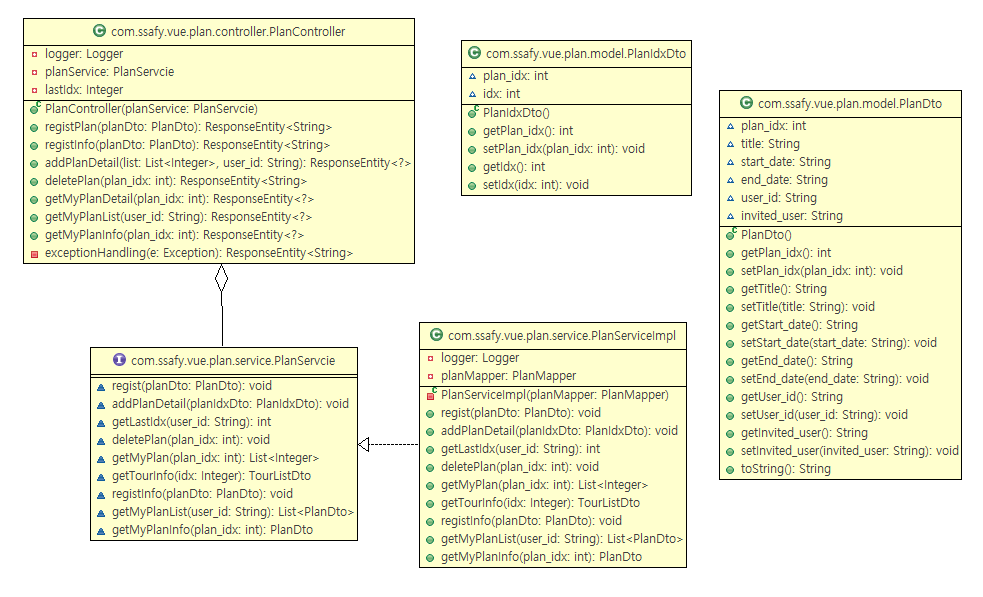 com.ssafy.vue.plan.controller.PlanController
logger: Logger
planService: PlanServcie
lastIdx: Integer
PlanController(planService: PlanServcie)
registPlan(planDto: PlanDto): ResponseEntity<String>
registInfo(planDto: PlanDto): ResponseEntity<String>
addPlanDetail(list: List<Integer>, user_id: String): ResponseEntity<?>
deletePlan(plan_idx: int): ResponseEntity<String>
getMyPlanDetail(plan_idx: int): ResponseEntity<?>
getMyPlanList(user_id: String): ResponseEntity<?>
getMyPlanInfo(plan_idx: int): ResponseEntity<?>
exceptionHandling(e: Exception): ResponseEntity<String>
com.ssafy.vue.plan.model.PlanIdxDto
plan_idx: int
idx: int
PlanIdxDto()
getPlan_idx(): int
setPlan_idx(plan_idx: int): void
getIdx(): int
setIdx(idx: int): void
com.ssafy.vue.plan.model.PlanDto
plan_idx: int
title: String
start_date: String
end_date: String
user_id: String
invited_user: String
PlanDto()
getPlan_idx(): int
setPlan_idx(plan_idx: int): void
getTitle(): String
setTitle(title: String): void
getStart_date(): String
setStart_date(start_date: String): void
getEnd_date(): String
setEnd_date(end_date: String): void
getUser_id(): String
setUser_id(user_id: String): void
getInvited_user(): String
setInvited_user(invited_user: String): void
toString(): String
com.ssafy.vue.plan.service.PlanServcie
regist(planDto: PlanDto): void
addPlanDetail(planIdxDto: PlanIdxDto): void
getLastIdx(user_id: String): int
deletePlan(plan_idx: int): void
getMyPlan(plan_idx: int): List<Integer>
getTourInfo(idx: Integer): TourListDto
registInfo(planDto: PlanDto): void
getMyPlanList(user_id: String): List<PlanDto>
getMyPlanInfo(plan_idx: int): PlanDto
com.ssafy.vue.plan.service.PlanServiceImpl
logger: Logger
planMapper: PlanMapper
PlanServiceImpl(planMapper: PlanMapper)
regist(planDto: PlanDto): void
addPlanDetail(planIdxDto: PlanIdxDto): void
getLastIdx(user_id: String): int
deletePlan(plan_idx: int): void
getMyPlan(plan_idx: int): List<Integer>
getTourInfo(idx: Integer): TourListDto
registInfo(planDto: PlanDto): void
getMyPlanList(user_id: String): List<PlanDto>
getMyPlanInfo(plan_idx: int): PlanDto